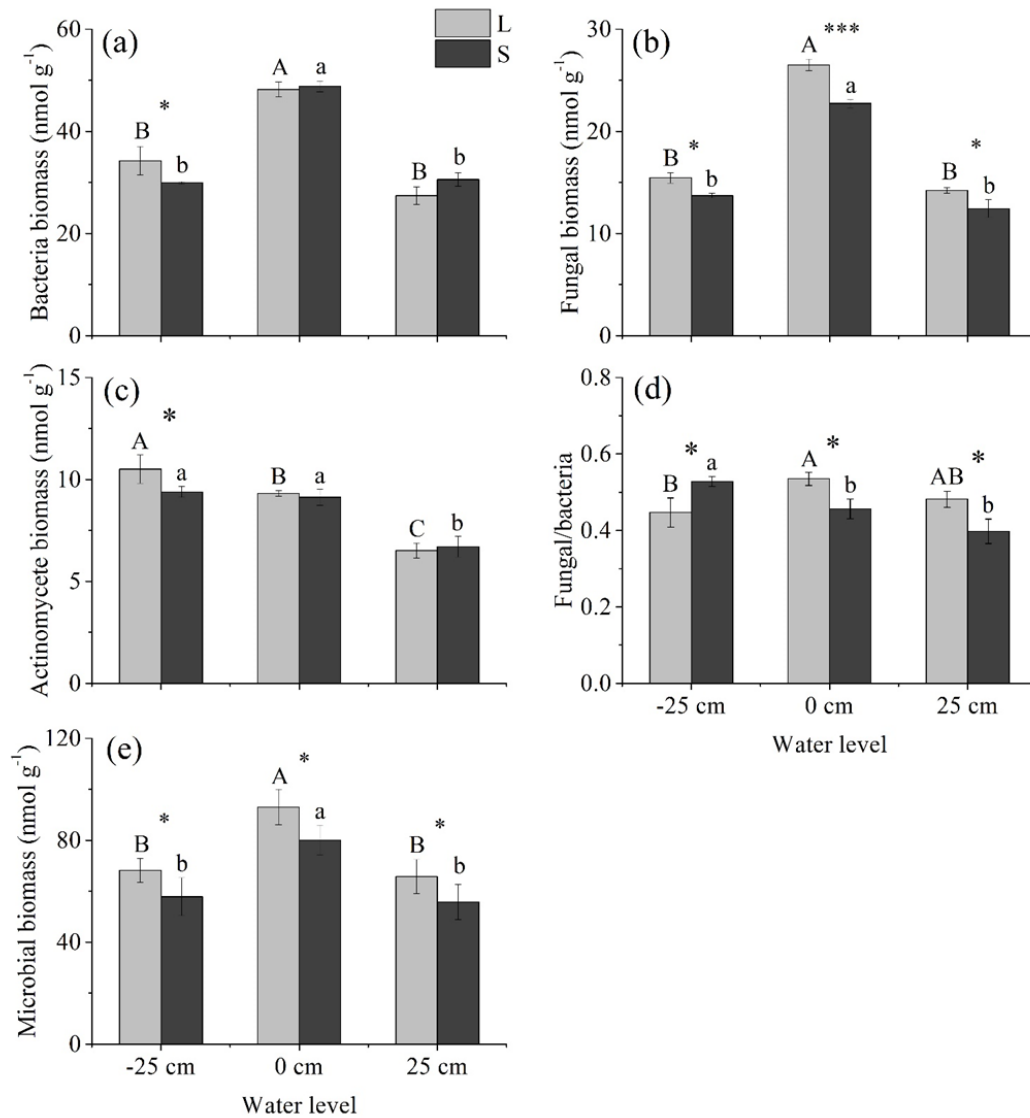 L
S
(a)
Bacteria biomass (nmol g⁻¹)
60
40
20
0
*
B
b
A
a
B
b
(b)
Fungal biomass (nmol g⁻¹)
30
20
10
0
B
*
b
A
***
a
B
*
b
(c)
Actinomycete biomass (nmol g⁻¹)
15
10
5
0
A
*
a
B
a
C
b
(d)
Fungal/bacteria
0.8
0.6
0.4
0.2
0.0
B
*
a
A
*
b
AB
*
b
-25 cm
0 cm
25 cm
Water level
(e)
Microbial biomass (nmol g⁻¹)
120
80
40
0
B
*
b
A
*
a
B
*
b
-25 cm
0 cm
25 cm
Water level